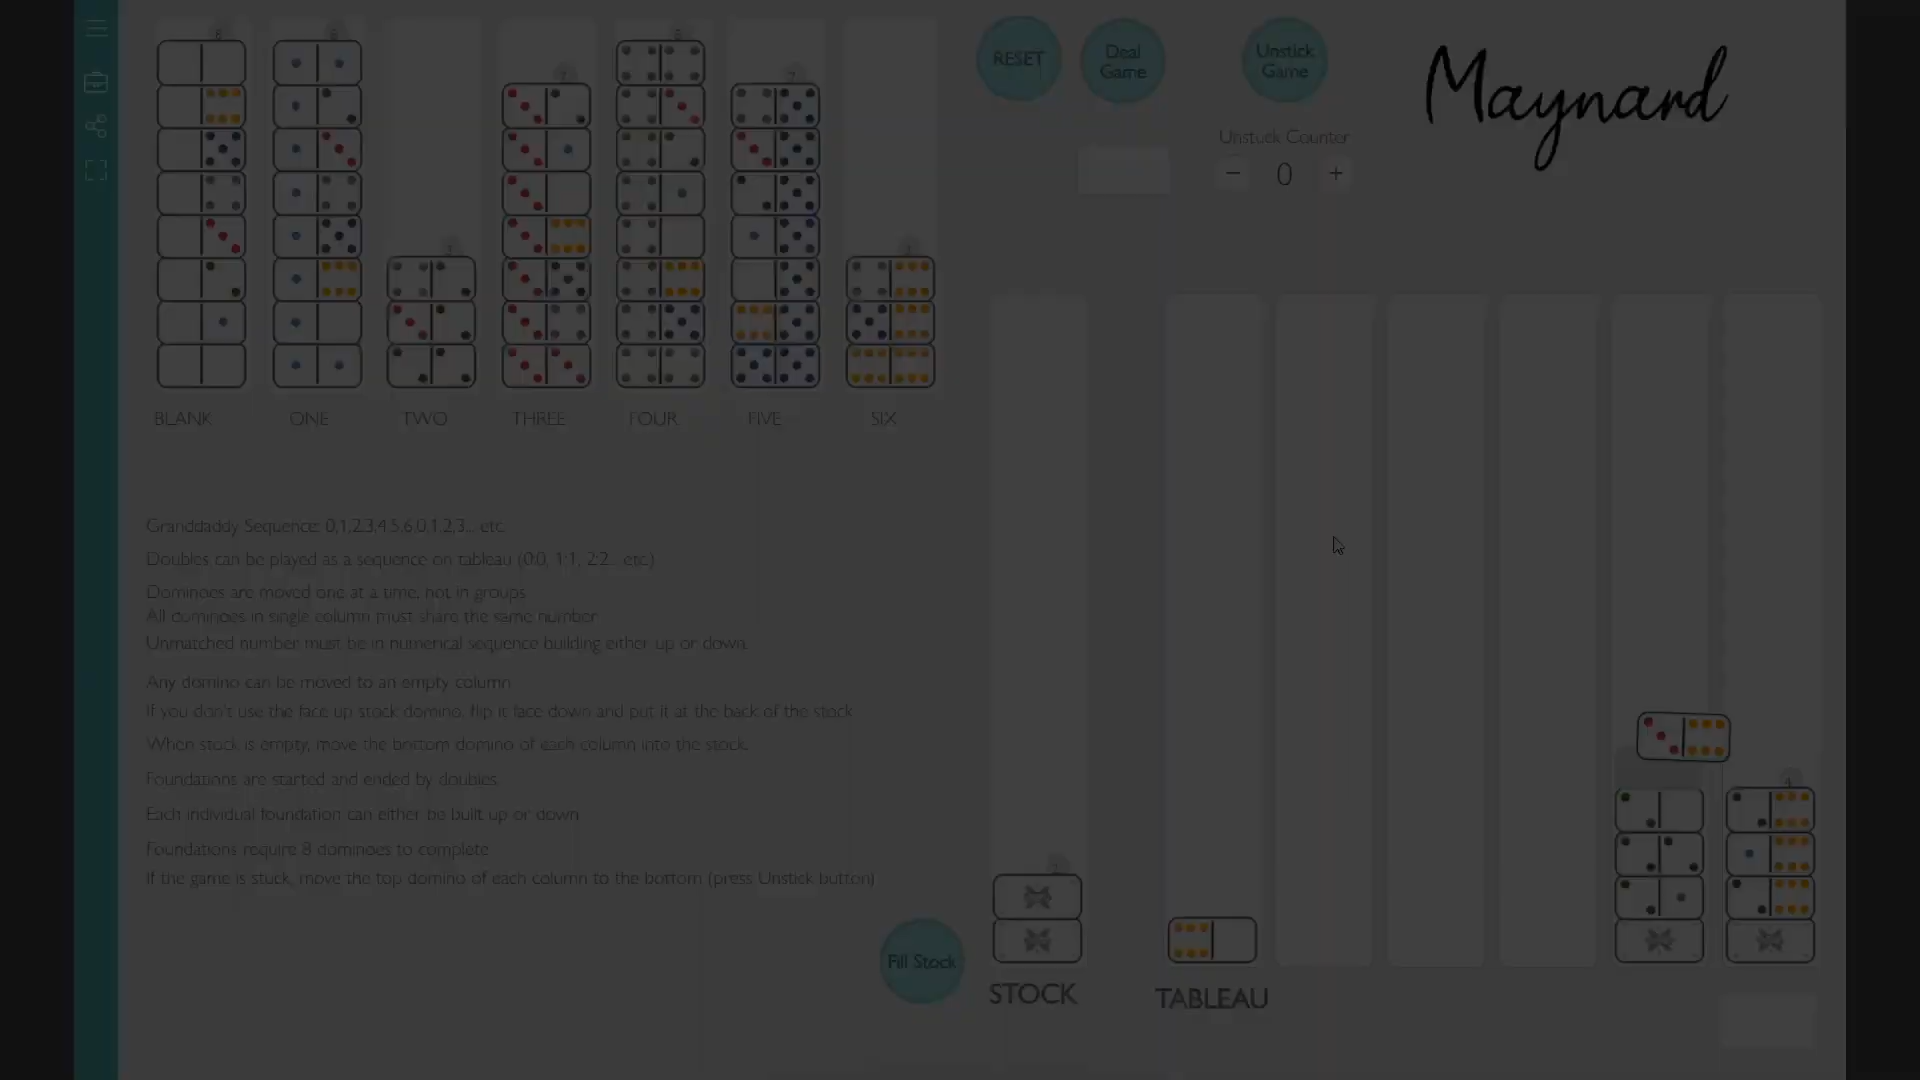 RESET
Deal
Game
Unstick
Game
Maynard
Unstuck Counter
− 0 +
BLANK ONE TWO THREE FOUR FIVE SIX
Granddaddy Sequence: 0,1,2,3,4,5,6,0,1,2,3... etc.
Doubles can be played as a sequence on tableau (0:0, 1:1, 2:2... etc.)
Dominoes are moved one at a time, not in groups
All dominoes in single column must share the same number
Unmatched number must be in numerical sequence building either up or down.
Any domino can be moved to an empty column
If you don't use the face up stock domino, flip it face down and put it at the back of the stock
When stock is empty, move the bottom domino of each column into the stock.
Foundations are started and ended by doubles.
Each individual foundation can either be built up or down
Foundations require 8 dominoes to complete
If the game is stuck, move the top domino of each column to the bottom (press Unstick button)
Fill Stock
STOCK
TABLEAU